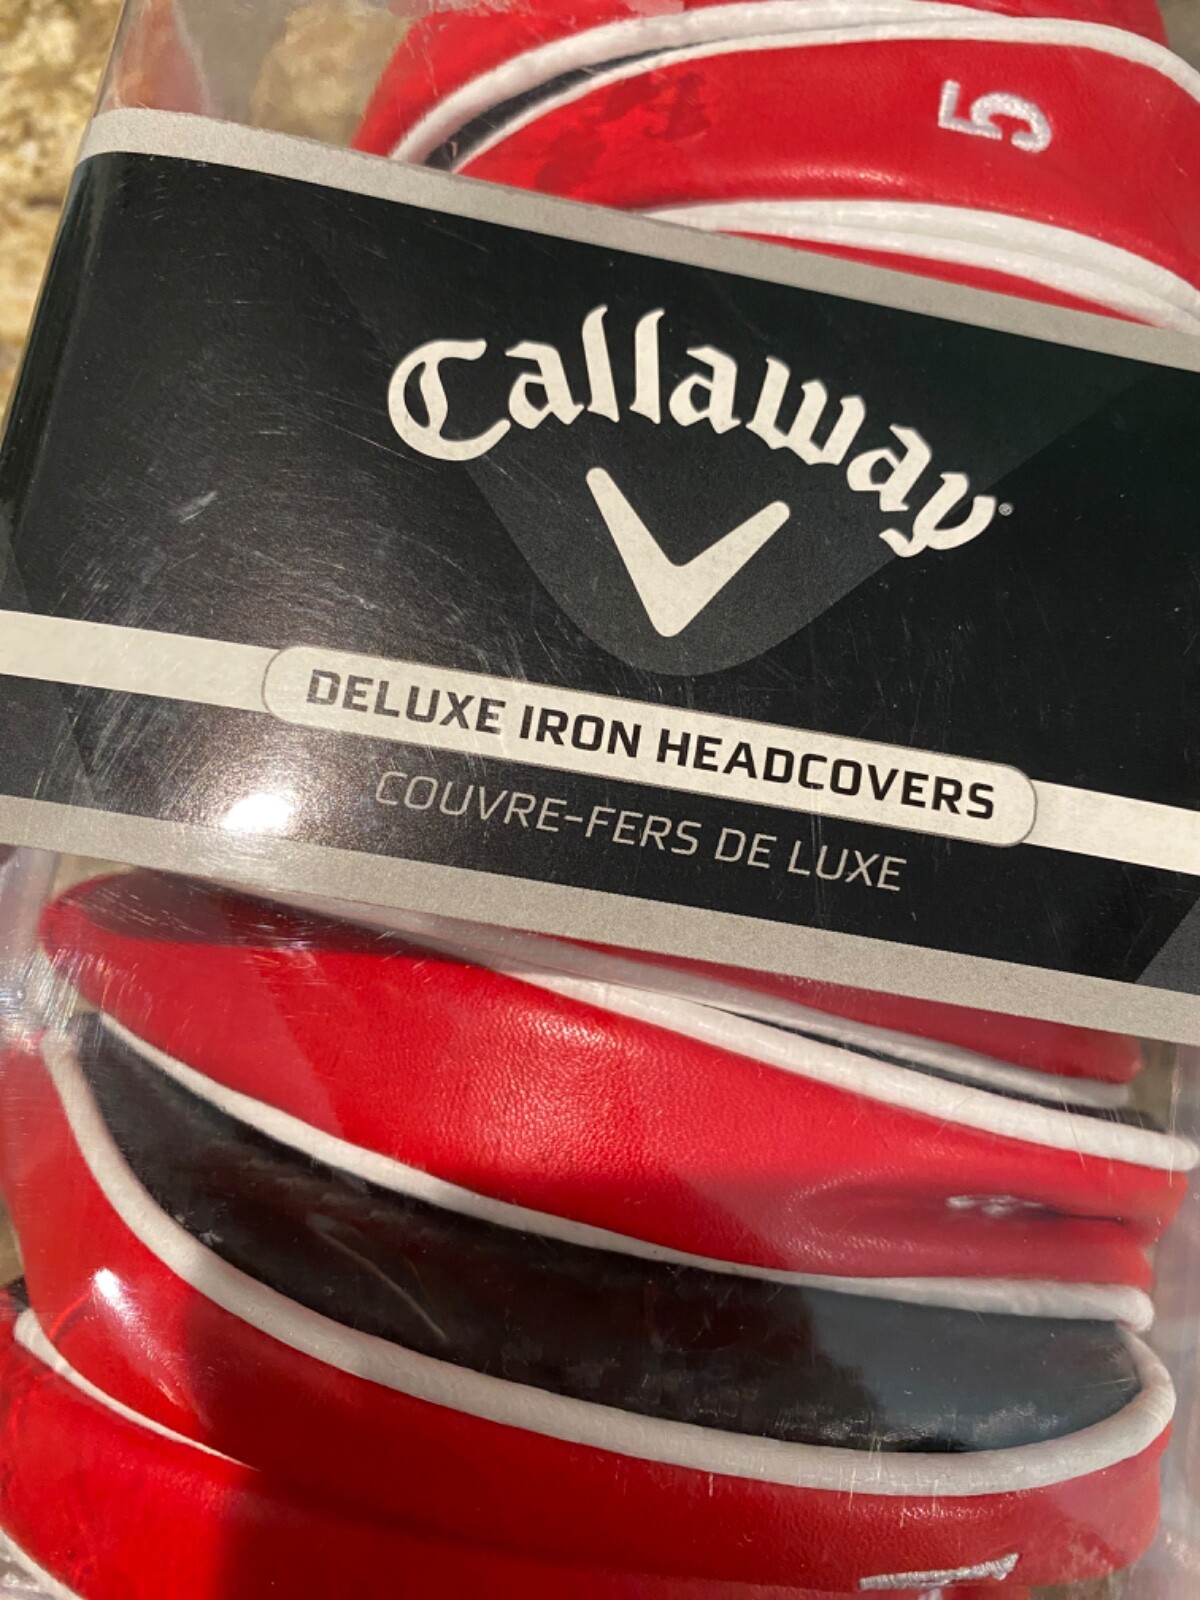 5
Callaway®
DELUXE IRON HEADCOVERS
COUVRE-FERS DE LUXE